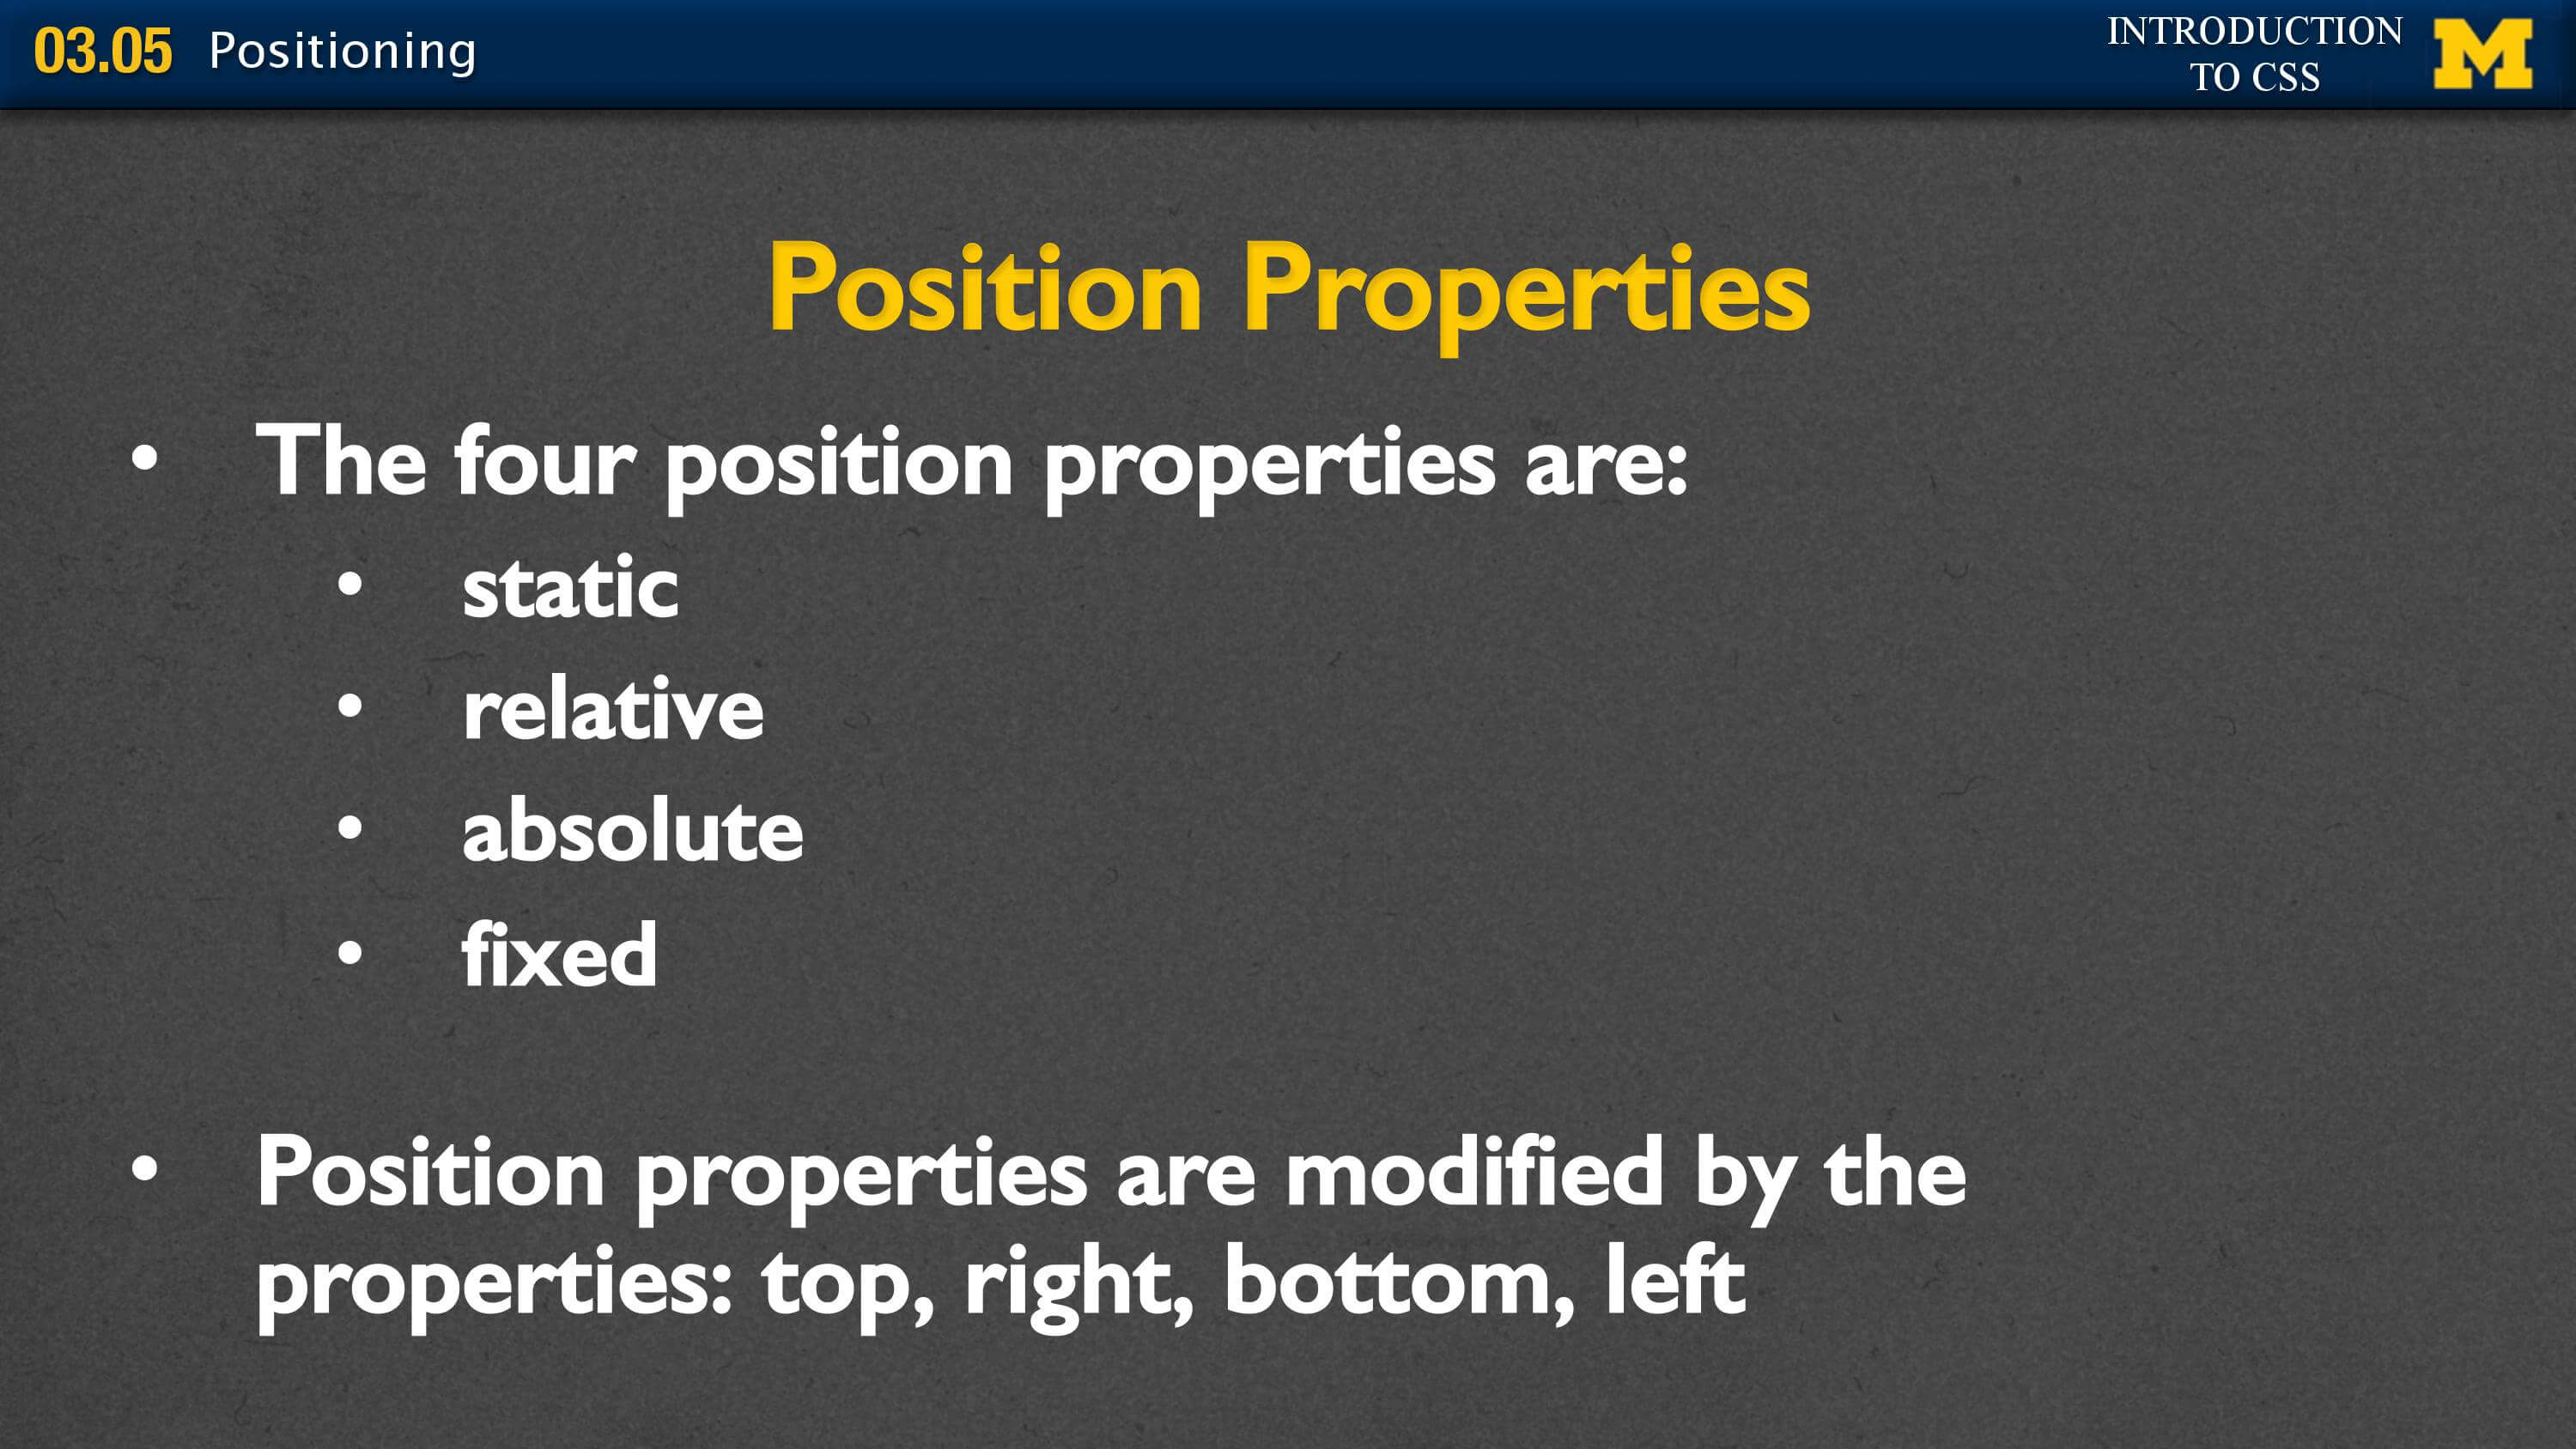 03.05 Positioning
INTRODUCTION
TO CSS
M
Position Properties
• The four position properties are:
• static
• relative
• absolute
• fixed
• Position properties are modified by the
properties: top, right, bottom, left